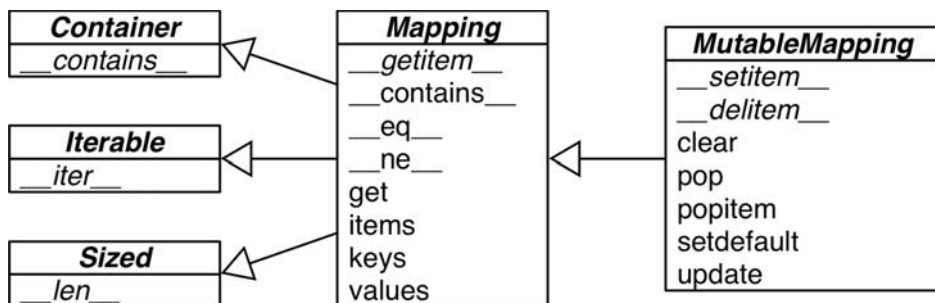 Container
__contains__
Iterable
__iter__
Sized
__len__
Mapping
__getitem__
__contains__
__eq__
__ne__
get
items
keys
values
MutableMapping
__setitem__
__delitem__
clear
pop
popitem
setdefault
update